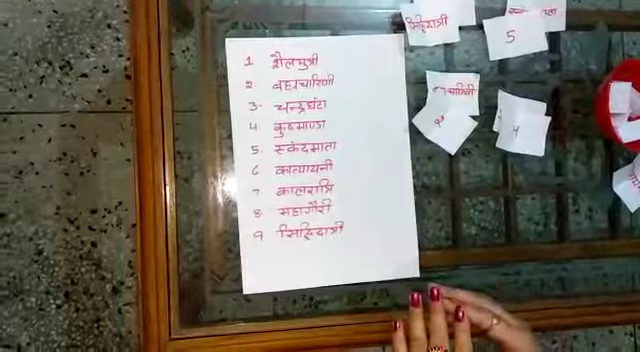 1 शैलपुत्री
2. ब्रह्मचारिणी
3. चन्द्रघंटा
4 कुष्माण्डा
5. स्कंदमाता
6 कात्यायनी
7 कालरात्रि
8 महागौरी
9 सिद्धिदात्री
सिद्धिदात्री
5
4